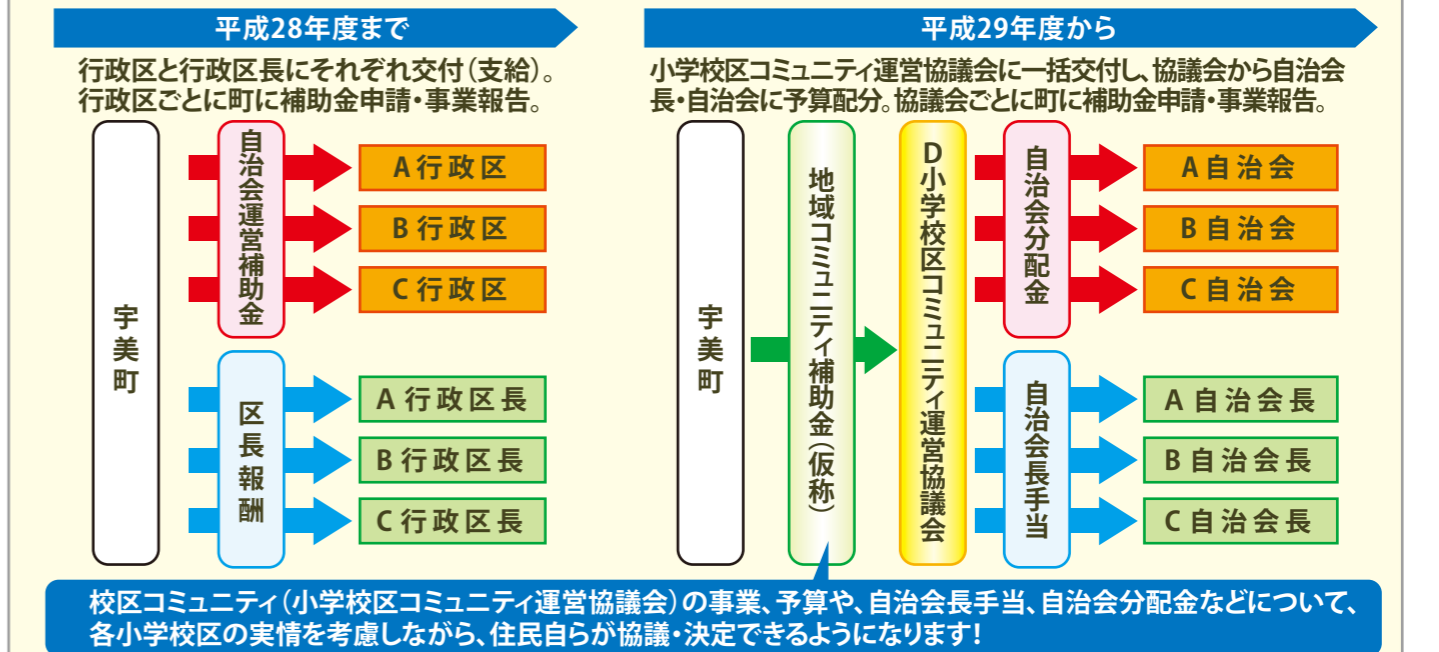 平成28年度まで
行政区と行政区長にそれぞれ交付(支給)。
行政区ごとに町に補助金申請・事業報告。
宇美町
自治会運営補助金
A行政区
B行政区
C行政区
区長報酬
A行政区長
B行政区長
C行政区長
平成29年度から
小学校区コミュニティ運営協議会に一括交付し、協議会から自治会
長・自治会に予算配分。協議会ごとに町に補助金申請・事業報告。
宇美町
地域コミュニティ補助金(仮称)
D小学校区コミュニティ運営協議会
自治会分配金
A自治会
B自治会
C自治会
自治会長手当
A自治会長
B自治会長
C自治会長
校区コミュニティ(小学校区コミュニティ運営協議会)の事業、予算や、自治会長手当、自治会分配金などについて、
各小学校区の実情を考慮しながら、住民自らが協議・決定できるようになります!